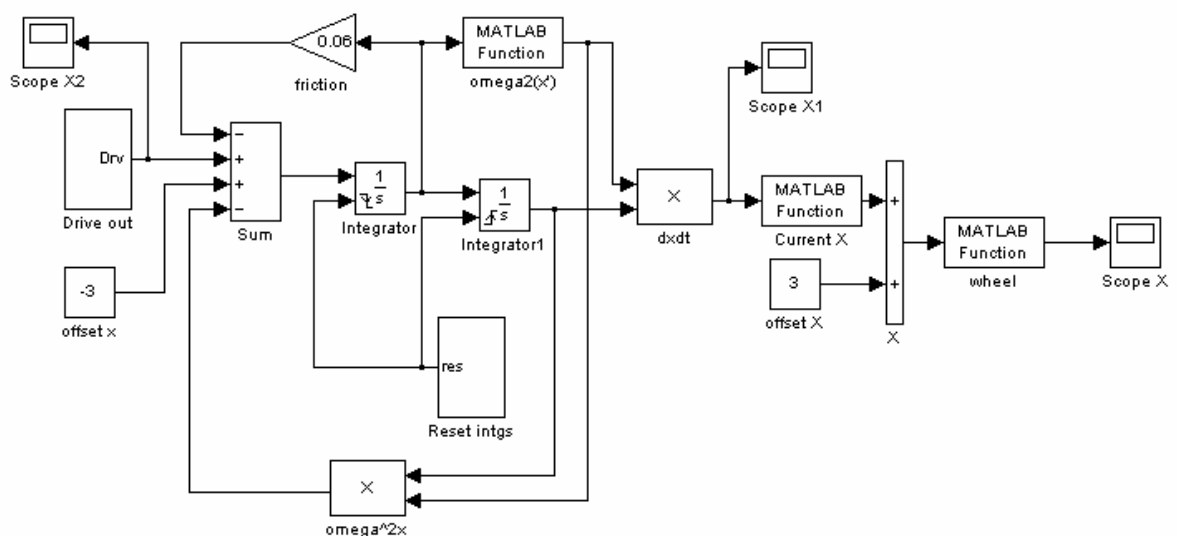 Scope X2
0.06
friction
MATLAB
Function
omega2(x')
Scope X1
Drv
Drive out
−
+
+
−
Sum
1
s
Integrator
1
s
Integrator1
X
dxdt
MATLAB
Function
Current X
+
+
X
MATLAB
Function
wheel
Scope X
-3
offset x
3
offset X
res
Reset intgs
X
omega^2x